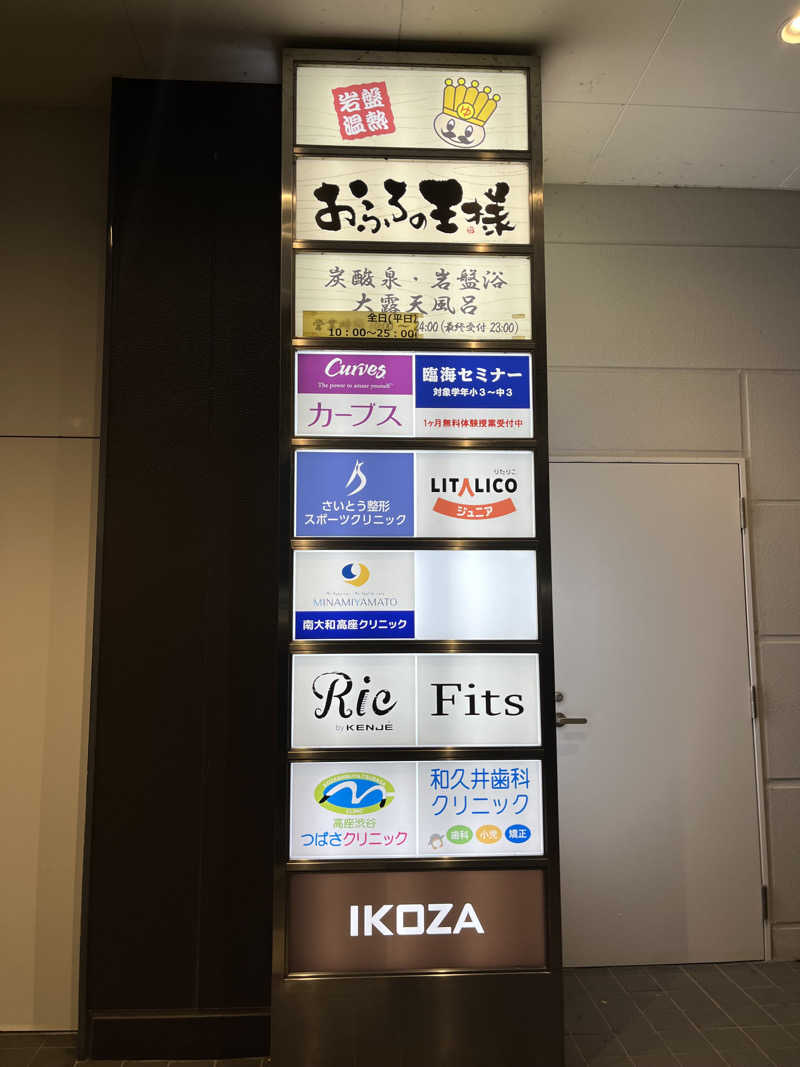 岩盤
温熱
ゆ
おふろの王様
炭酸泉・岩盤浴
大露天風呂
全日(平日
24:00(最終受付 23:00)
10:00~25:00
Curves
The power to amaze yourself™
カーブス
臨海セミナー
対象学年小3~中3
1ヶ月無料体験授業受付中
さいとう整形
スポーツクリニック
りたりこ
LITALICO
ジュニア
MINAMIYAMATO
南大和高座クリニック
Ric
by KENJÉ
Fits
高座渋谷
つばさクリニック
和久井歯科
クリニック
歯科
小児
矯正
IKOZA